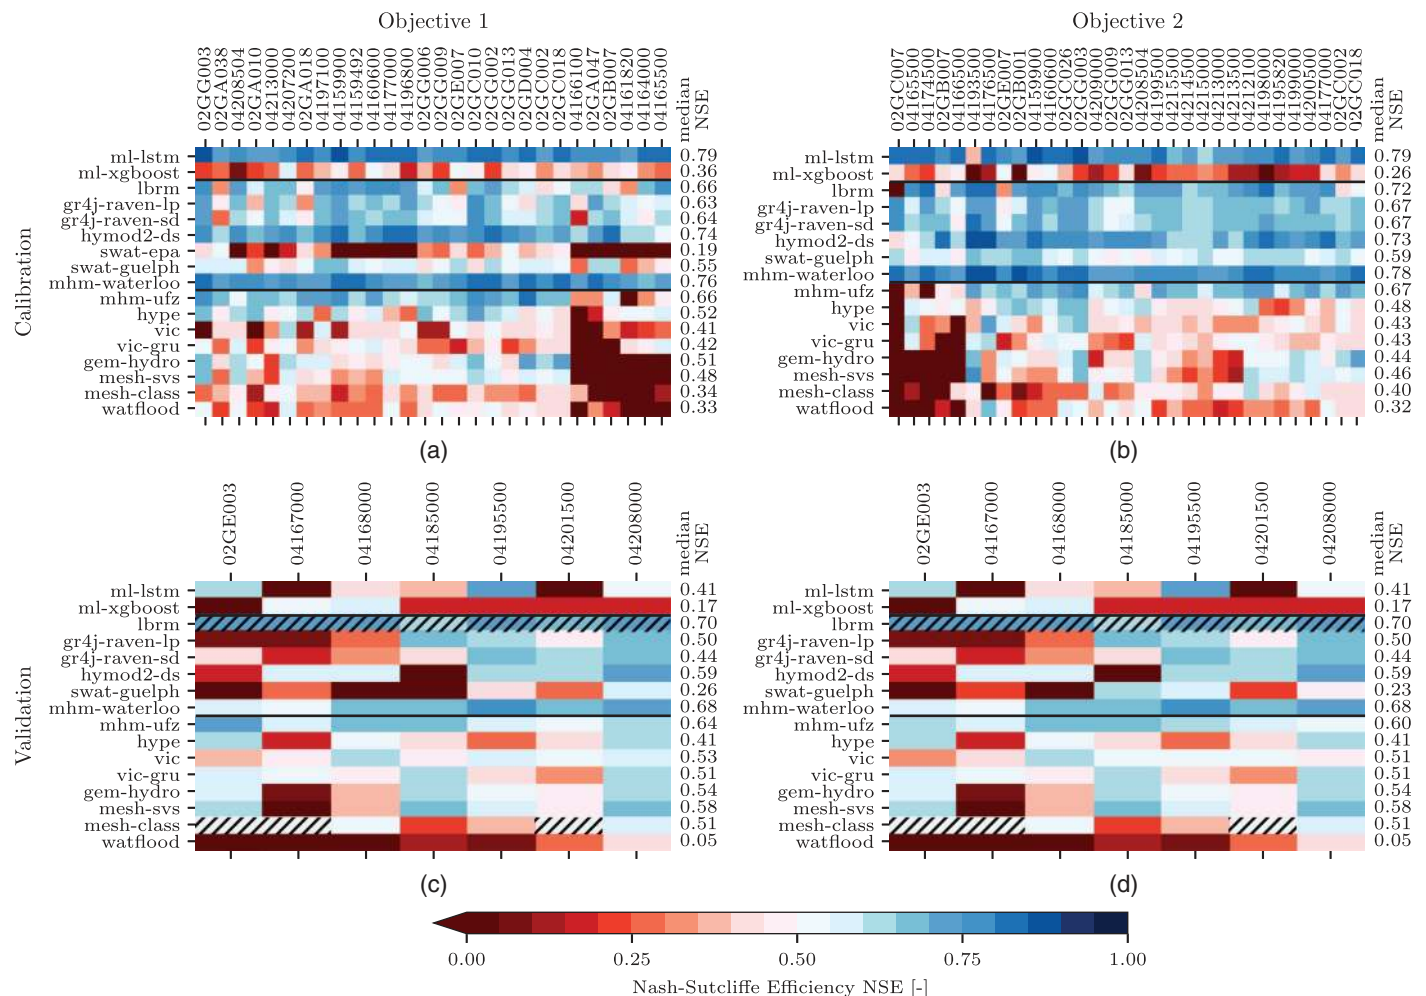 Objective 1
Objective 2
02GG003 02GA038 04208504 02GA010 04213000 04207200 02GA018 04197100 04159900 04159492 04160600 04177000 04196800 02GG006 02GG009 02GE007 02GC010 02GG002 02GG013 02GD004 02GC002 02GC018 04166100 02GA047 02GB007 04161820 04164000 04165500 median NSE
02GC007 04165500 04174500 02GB007 04166500 04193500 04176500 02GE007 02GB001 04159900 04160600 02GC026 02GG003 04209000 02GG009 02GG013 04208504 04199500 04215500 04214500 04215000 04213000 04213500 04212100 04198000 04195820 04199000 04200500 04177000 02GC002 02GC018 median NSE
Calibration
ml-lstm 0.79
ml-xgboost 0.36
lbrm 0.66
gr4j-raven-lp 0.63
gr4j-raven-sd 0.64
hymod2-ds 0.74
swat-epa 0.19
swat-guelph 0.55
mhm-waterloo 0.76
mhm-ufz 0.66
hype 0.52
vic 0.41
vic-gru 0.42
gem-hydro 0.51
mesh-svs 0.48
mesh-class 0.34
watflood 0.33
(a)
ml-lstm 0.79
ml-xgboost 0.26
lbrm 0.72
gr4j-raven-lp 0.67
gr4j-raven-sd 0.67
hymod2-ds 0.73
swat-guelph 0.59
mhm-waterloo 0.78
mhm-ufz 0.67
hype 0.48
vic 0.43
vic-gru 0.43
gem-hydro 0.44
mesh-svs 0.46
mesh-class 0.40
watflood 0.32
(b)
02GE003 04167000 04168000 04185000 04195500 04201500 04208000 median NSE
02GE003 04167000 04168000 04185000 04195500 04201500 04208000 median NSE
Validation
ml-lstm 0.41
ml-xgboost 0.17
lbrm 0.70
gr4j-raven-lp 0.50
gr4j-raven-sd 0.44
hymod2-ds 0.59
swat-guelph 0.26
mhm-waterloo 0.68
mhm-ufz 0.64
hype 0.41
vic 0.53
vic-gru 0.51
gem-hydro 0.54
mesh-svs 0.58
mesh-class 0.51
watflood 0.05
(c)
ml-lstm 0.41
ml-xgboost 0.17
lbrm 0.70
gr4j-raven-lp 0.50
gr4j-raven-sd 0.44
hymod2-ds 0.59
swat-guelph 0.23
mhm-waterloo 0.68
mhm-ufz 0.60
hype 0.41
vic 0.51
vic-gru 0.51
gem-hydro 0.54
mesh-svs 0.58
mesh-class 0.51
watflood 0.05
(d)
0.00 0.25 0.50 0.75 1.00
Nash-Sutcliffe Efficiency NSE [-]